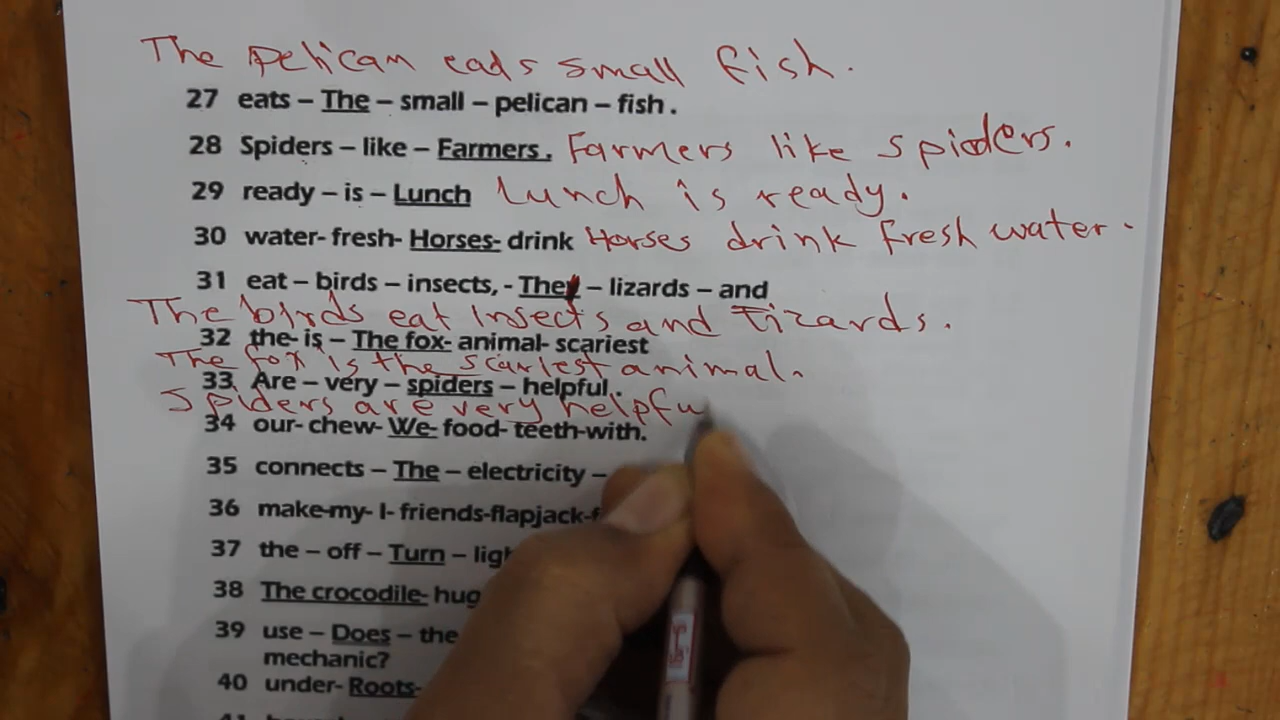 The pelican eads small fish.
27 eats – The – small – pelican – fish .
28 Spiders – like – Farmers . Farmers like spiders.
29 ready – is – Lunch Lunch is ready.
30 water- fresh- Horses- drink Horses drink fresh water.
31 eat – birds – insects, - The – lizards – and
The birds eat insects and lizards.
32 the- is – The fox- animal- scariest
The fox is the scariest animal.
33 Are – very – spiders – helpful .
Spiders are very helpfu
34 our- chew- We- food- teeth-with.
35 connects – The – electricity –
36 make-my- I- friends-flapjack-
37 the – off – Turn –
38 The crocodile-
39 use – Does – the
mechanic?
40 under- Roots-